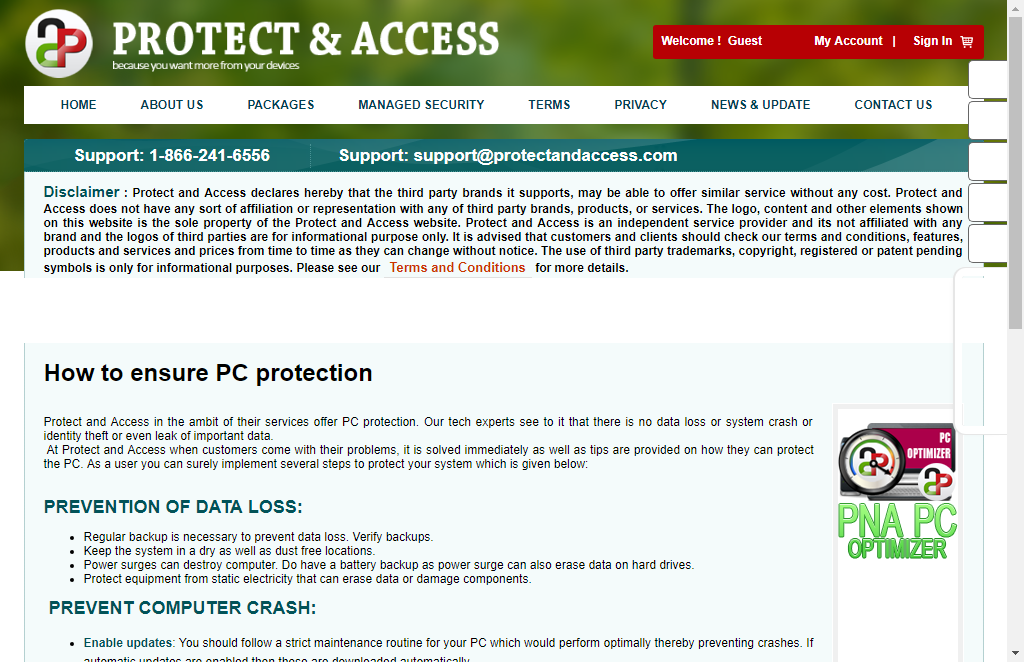 PROTECT & ACCESS
because you want more from your devices
Welcome ! Guest My Account | Sign In
HOME ABOUT US PACKAGES MANAGED SECURITY TERMS PRIVACY NEWS & UPDATE CONTACT US
Support: 1-866-241-6556 Support: support@protectandaccess.com
Disclaimer : Protect and Access declares hereby that the third party brands it supports, may be able to offer similar service without any cost. Protect and
Access does not have any sort of affiliation or representation with any of third party brands, products, or services. The logo, content and other elements shown
on this website is the sole property of the Protect and Access website. Protect and Access is an independent service provider and its not affiliated with any
brand and the logos of third parties are for informational purpose only. It is advised that customers and clients should check our terms and conditions, features,
products and services and prices from time to time as they can change without notice. The use of third party trademarks, copyright, registered or patent pending
symbols is only for informational purposes. Please see our Terms and Conditions for more details.
How to ensure PC protection
Protect and Access in the ambit of their services offer PC protection. Our tech experts see to it that there is no data loss or system crash or
identity theft or even leak of important data.
At Protect and Access when customers come with their problems, it is solved immediately as well as tips are provided on how they can protect
the PC. As a user you can surely implement several steps to protect your system which is given below:
PC
OPTIMIZER
PNA PC
OPTIMIZER
PREVENTION OF DATA LOSS:
Regular backup is necessary to prevent data loss. Verify backups.
Keep the system in a dry as well as dust free locations.
Power surges can destroy computer. Do have a battery backup as power surge can also erase data on hard drives.
Protect equipment from static electricity that can erase data or damage components.
PREVENT COMPUTER CRASH:
Enable updates: You should follow a strict maintenance routine for your PC which would perform optimally thereby preventing crashes. If
automatic updates are enabled then these are downloaded automatically.